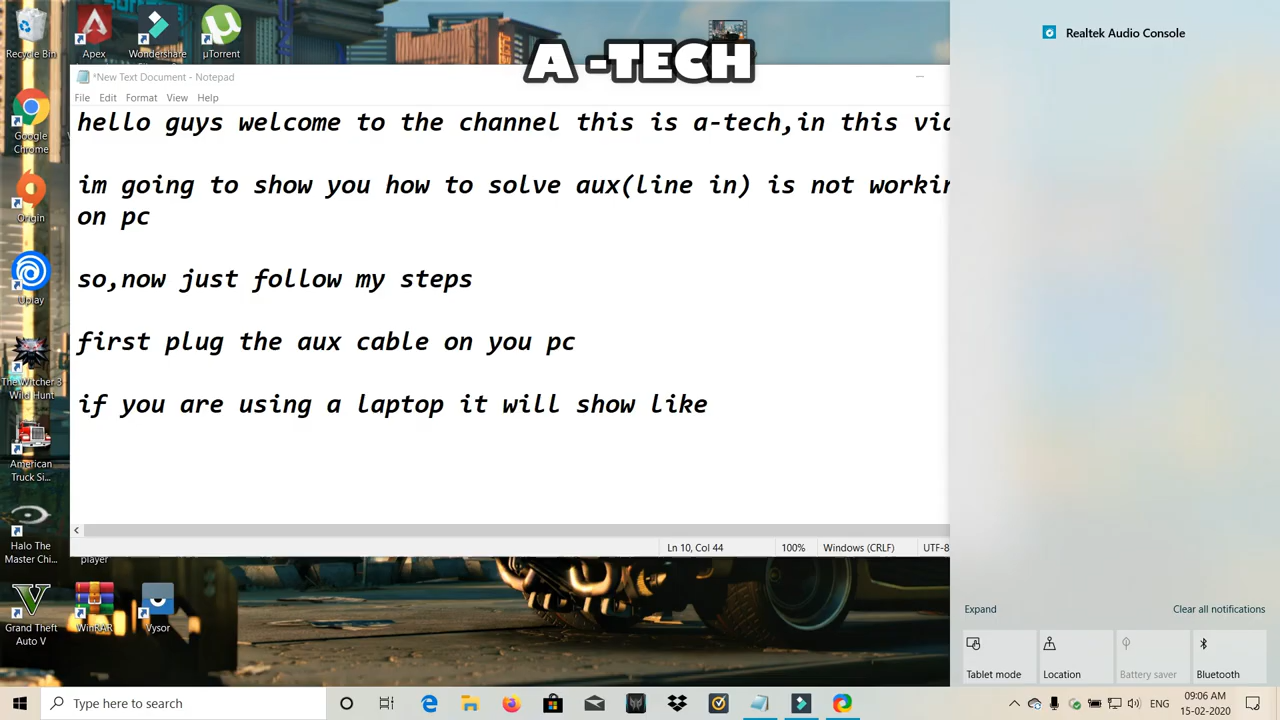 A -TECH
Recycle Bin
Apex
Wondershare
µTorrent
*New Text Document - Notepad
File Edit Format View Help
hello guys welcome to the channel this is a-tech,in this
im going to show you how to solve aux(line in) is not
on pc
so,now just follow my steps
first plug the aux cable on you pc
if you are using a laptop it will show like
Ln 10, Col 44 100% Windows (CRLF) UTF-8
Google
Chrome
Origin
Uplay
The Witcher 3
Wild Hunt
American
Truck Si...
Halo The
Master Chi...
player
Grand Theft
Auto V
WinRAR
Vysor
Realtek Audio Console
Expand Clear all notifications
Tablet mode Location Battery saver Bluetooth
Type here to search
ENG
09:06 AM
15-02-2020